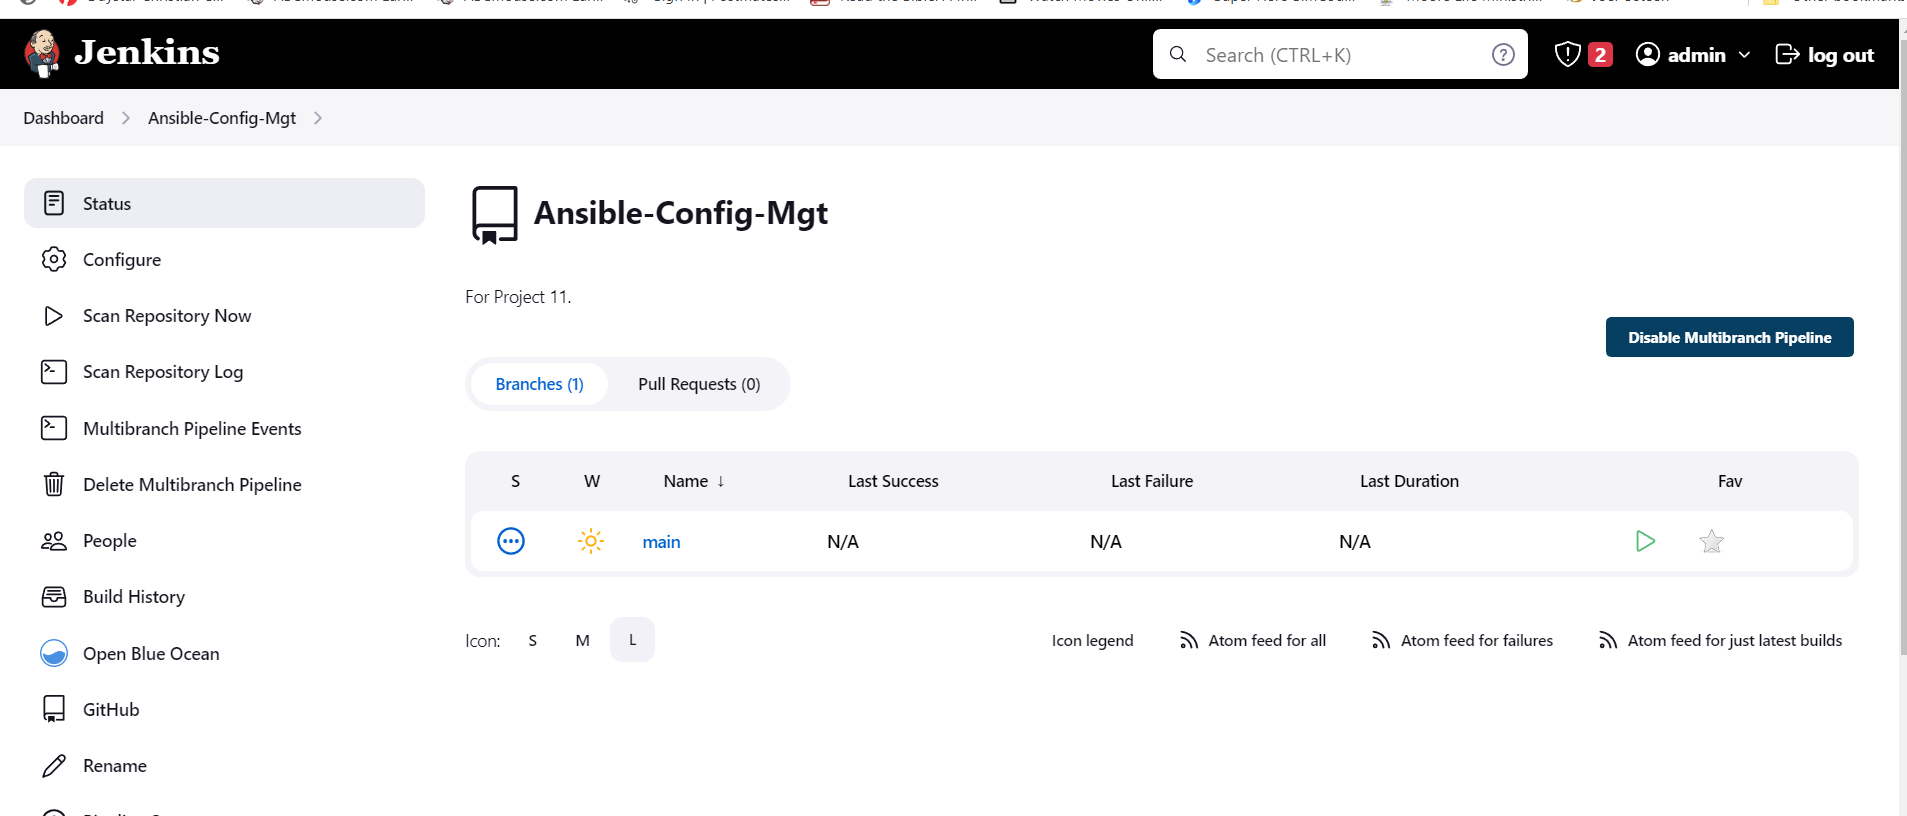 Jenkins
Search (CTRL+K)
2
admin
log out
Dashboard
Ansible-Config-Mgt
Status
Configure
Scan Repository Now
Scan Repository Log
Multibranch Pipeline Events
Delete Multibranch Pipeline
People
Build History
Open Blue Ocean
GitHub
Rename
Ansible-Config-Mgt
For Project 11.
Disable Multibranch Pipeline
Branches (1) Pull Requests (0)
S W Name ↓ Last Success Last Failure Last Duration Fav
main N/A N/A N/A
Icon: S M L
Icon legend Atom feed for all Atom feed for failures Atom feed for just latest builds